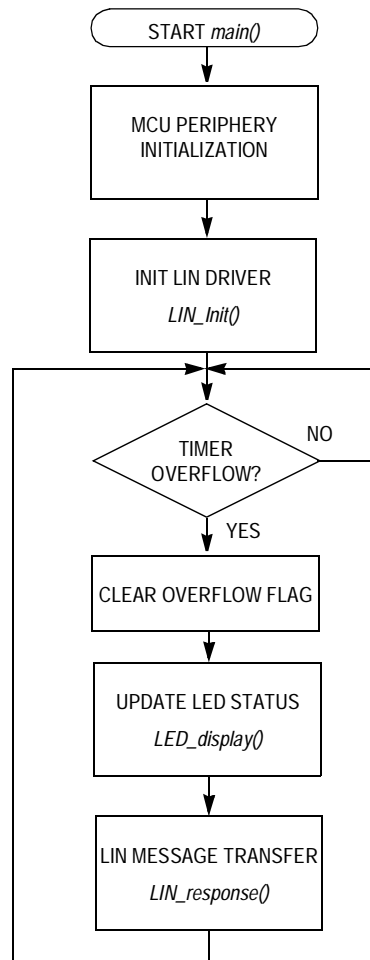 START main()
MCU PERIPHERY
INITIALIZATION
INIT LIN DRIVER
LIN_Init()
TIMER
OVERFLOW?
NO
YES
CLEAR OVERFLOW FLAG
UPDATE LED STATUS
LED_display()
LIN MESSAGE TRANSFER
LIN_response()